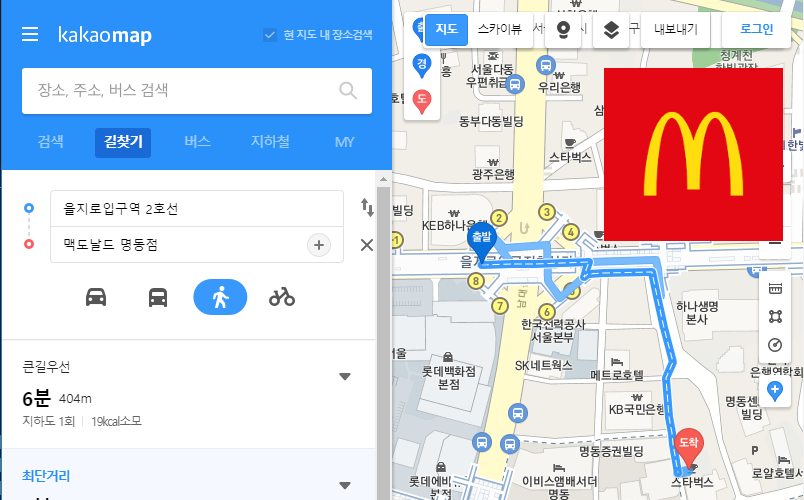 kakaomap
현 지도 내 장소검색
장소, 주소, 버스 검색
검색
길찾기
버스
지하철
MY
을지로입구역 2호선
맥도날드 명동점
큰길우선
6분 404m
지하도 1회 19kcal소모
최단거리
지도
스카이뷰
내보내기
로그인
경
도
서울다동
우편취급
우리은행
동부다동빌딩
광주은행
스타벅스
청계천
한빛광장
빌딩
KEB하나은행
출발
2
3
4
8
7
6
5
하나생명
본사
한국전력공사
서울본부
롯데백화점
본점
SK네트웍스
메트로호텔
KB국민은행
은행연합회
명동센
빌딩
명동증권빌딩
도착
스타벅스
P
로얄호텔서
롯데에비
본점
이비스앰배서더
명동